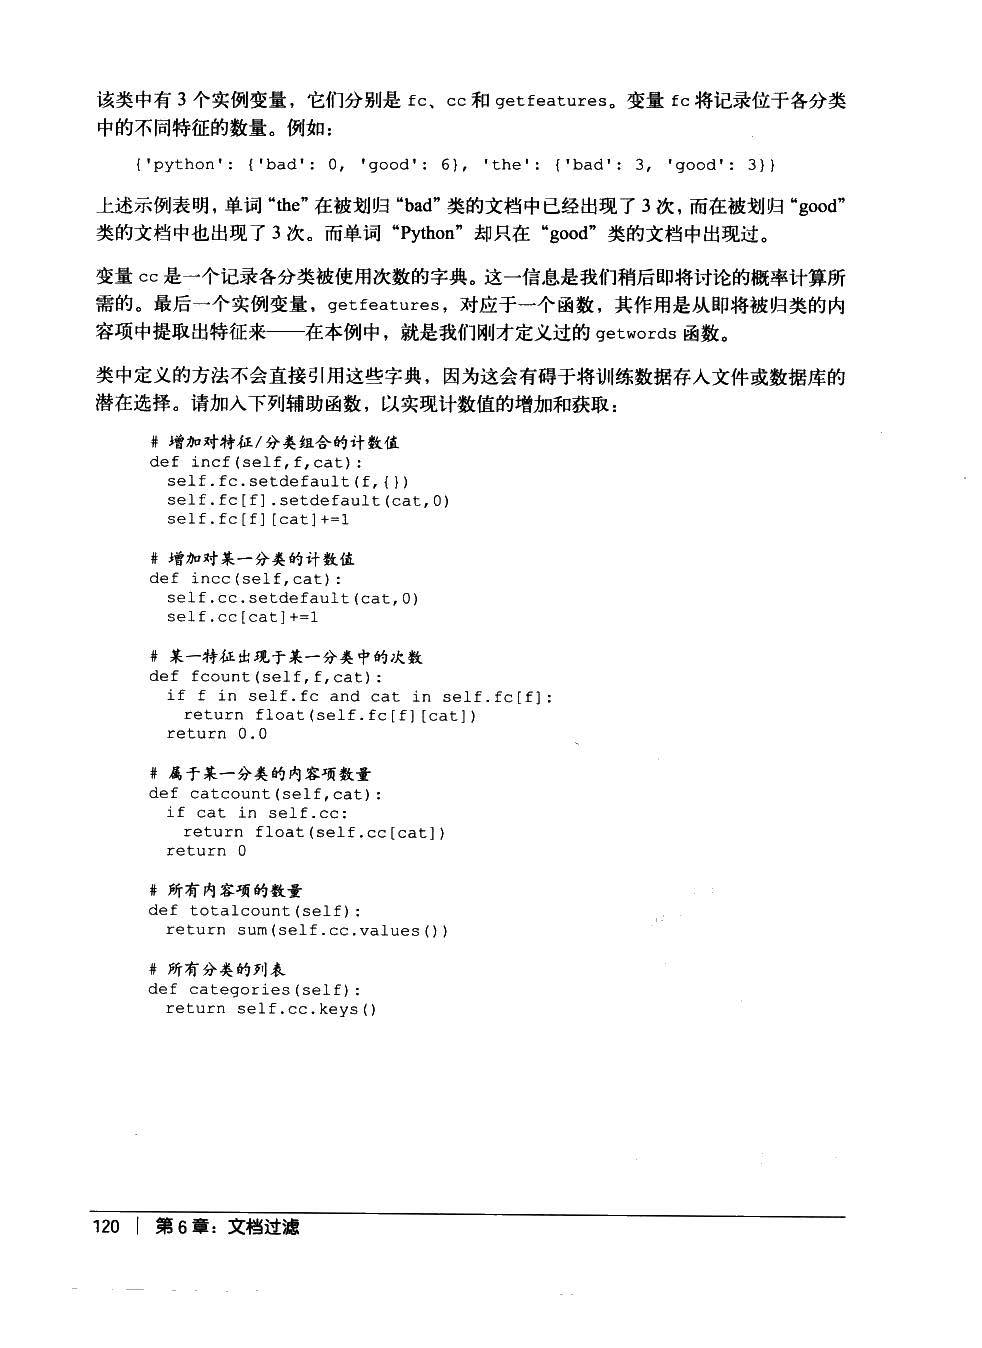 该类中有 3 个实例变量，它们分别是 fc、cc 和 getfeatures。变量 fc 将记录位于各分类
中的不同特征的数量。例如：
{'python': {'bad': 0, 'good': 6}, 'the': {'bad': 3, 'good': 3}}
上述示例表明，单词 “the” 在被划归 “bad” 类的文档中已经出现了 3 次，而在被划归 “good”
类的文档中也出现了 3 次。而单词 “Python” 却只在 “good” 类的文档中出现过。
变量 cc 是一个记录各分类被使用次数的字典。这一信息是我们稍后即将讨论的概率计算所
需的。最后一个实例变量，getfeatures，对应于一个函数，其作用是从即将被归类的内
容项中提取出特征来——在本例中，就是我们刚才定义过的 getwords 函数。
类中定义的方法不会直接引用这些字典，因为这会有碍于将训练数据存入文件或数据库的
潜在选择。请加入下列辅助函数，以实现计数值的增加和获取：
# 增加对特征/分类组合的计数值
def incf(self,f,cat):
self.fc.setdefault(f,{})
self.fc[f].setdefault(cat,0)
self.fc[f][cat]+=1
# 增加对某一分类的计数值
def incc(self,cat):
self.cc.setdefault(cat,0)
self.cc[cat]+=1
# 某一特征出现于某一分类中的次数
def fcount(self,f,cat):
if f in self.fc and cat in self.fc[f]:
return float(self.fc[f][cat])
return 0.0
# 属于某一分类的内容项数量
def catcount(self,cat):
if cat in self.cc:
return float(self.cc[cat])
return 0
# 所有内容项的数量
def totalcount(self):
return sum(self.cc.values())
# 所有分类的列表
def categories(self):
return self.cc.keys()
120 | 第 6 章：文档过滤